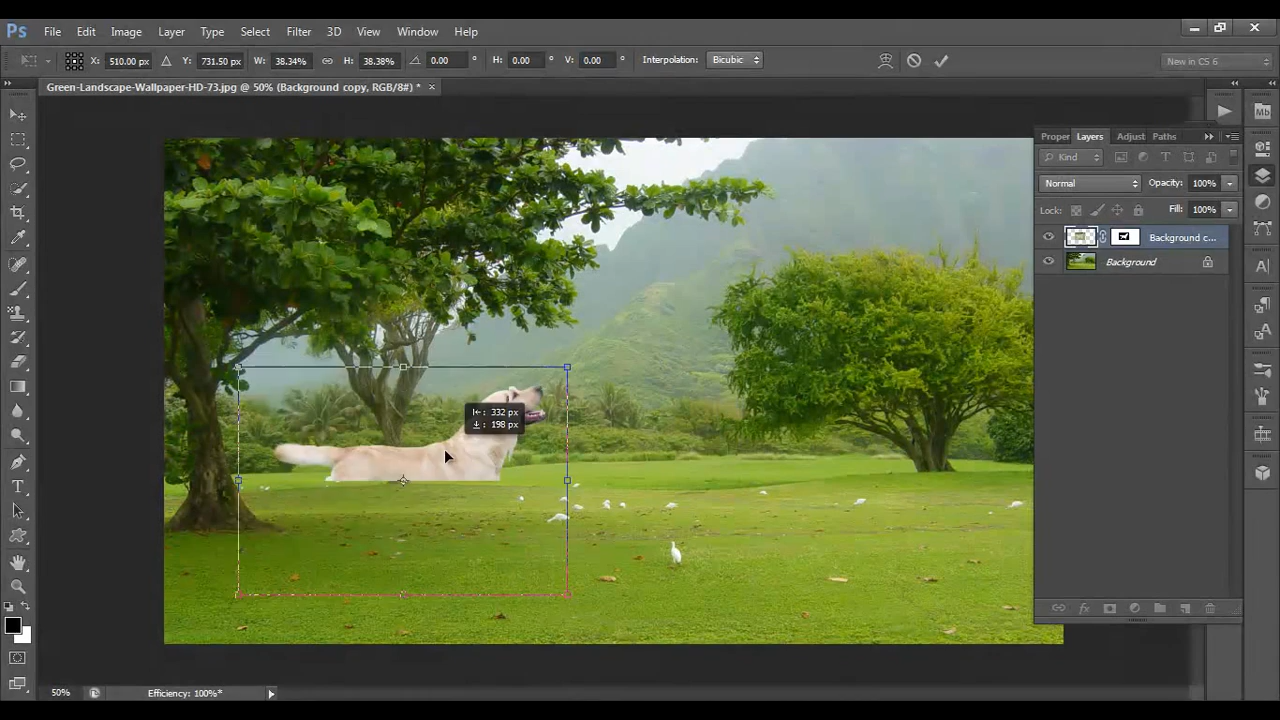 Ps File Edit Image Layer Type Select Filter 3D View Window Help
X: 510.00 px Y: 731.50 px W: 38.34% H: 38.38% 0.00 ° H: 0.00 ° V: 0.00 ° Interpolation: Bicubic New in CS 6
Green-Landscape-Wallpaper-HD-73.jpg @ 50% (Background copy, RGB/8#) * ×
Mb
Proper Layers Adjust Paths
Kind T
Normal Opacity: 100%
Lock: Fill: 100%
Background c...
Background
A
332 px
198 px
T
fx
50% Efficiency: 100%*